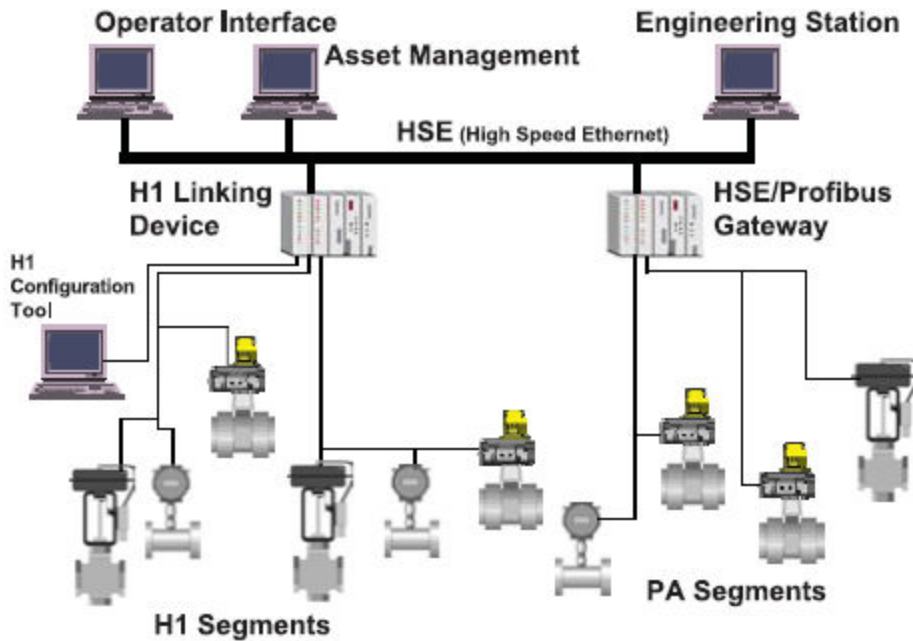 Operator Interface
Asset Management
Engineering Station
HSE (High Speed Ethernet)
H1 Linking
Device
HSE/Profibus
Gateway
H1
Configuration
Tool
H1 Segments
PA Segments